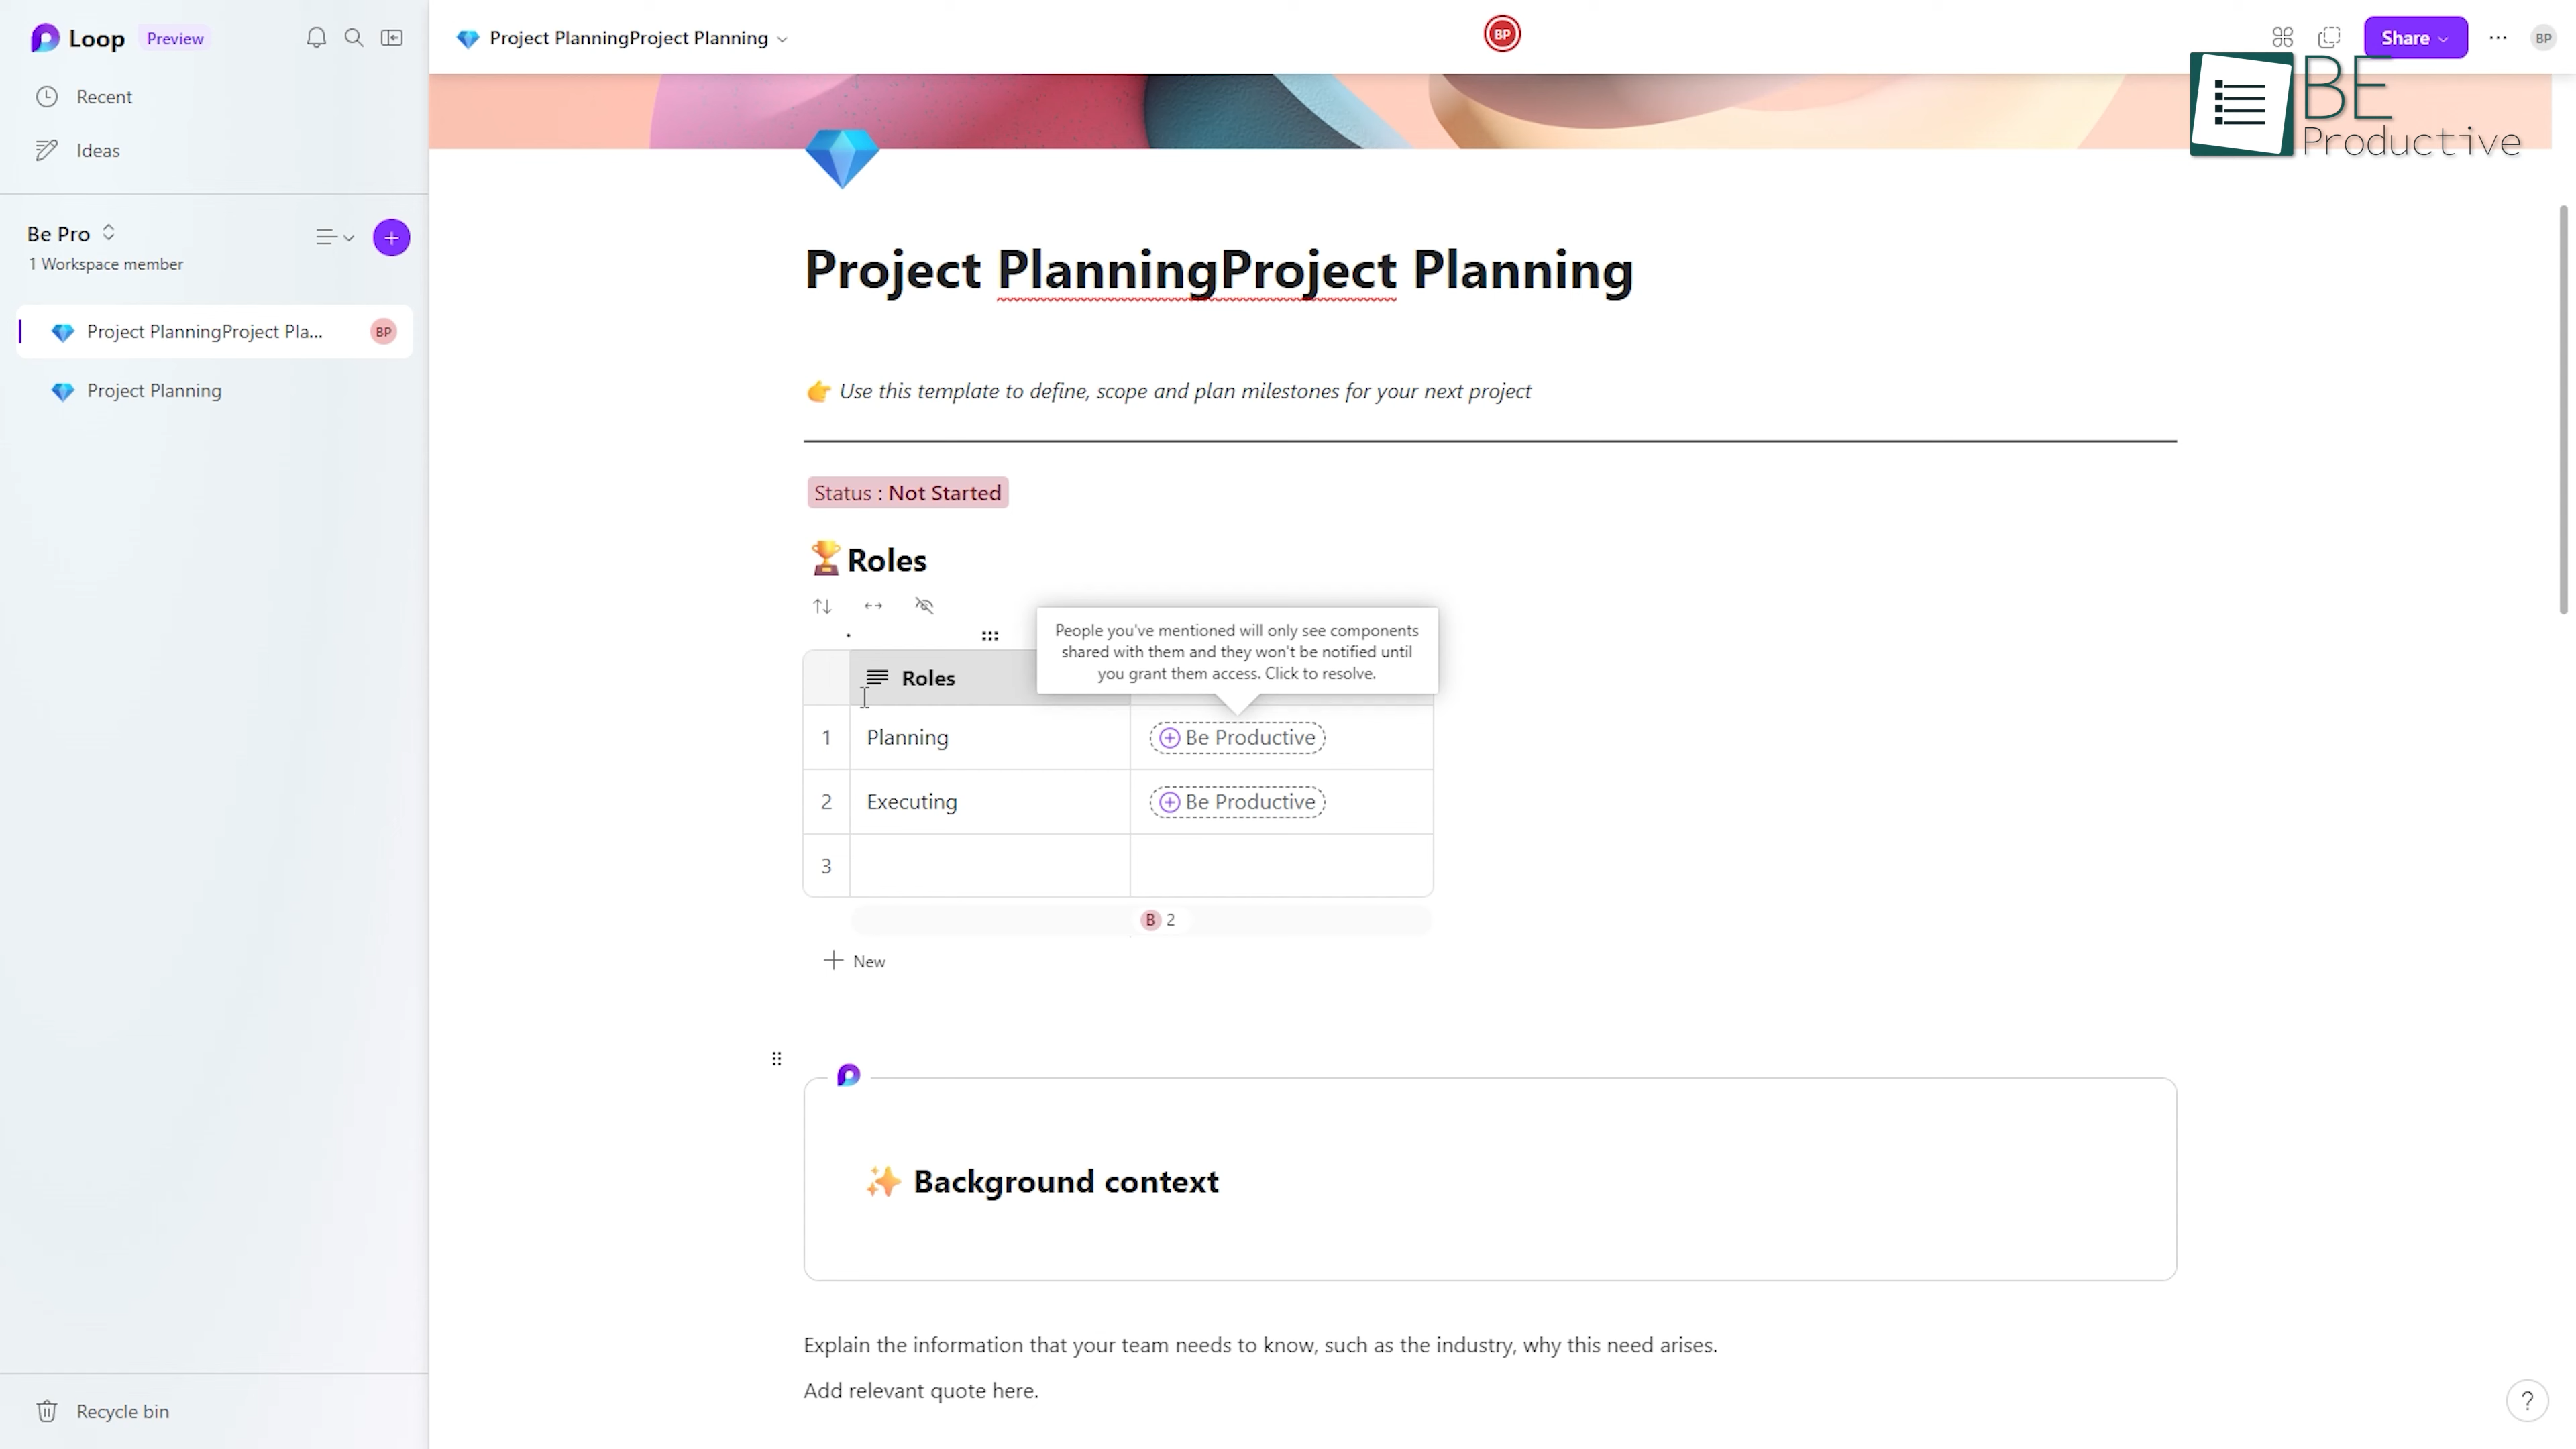 Loop Preview
Recent
Ideas
Be Pro
1 Workspace member
Project PlanningProject Pla... BP
Project Planning
Recycle bin
Project PlanningProject Planning
BP
Share
BP
BE
Productive
Project PlanningProject Planning
👉 Use this template to define, scope and plan milestones for your next project
Status : Not Started
🏆 Roles
People you've mentioned will only see components
shared with them and they won't be notified until
you grant them access. Click to resolve.
Roles
1 Planning Be Productive
2 Executing Be Productive
3
B 2
New
✨ Background context
Explain the information that your team needs to know, such as the industry, why this need arises.
Add relevant quote here.
?